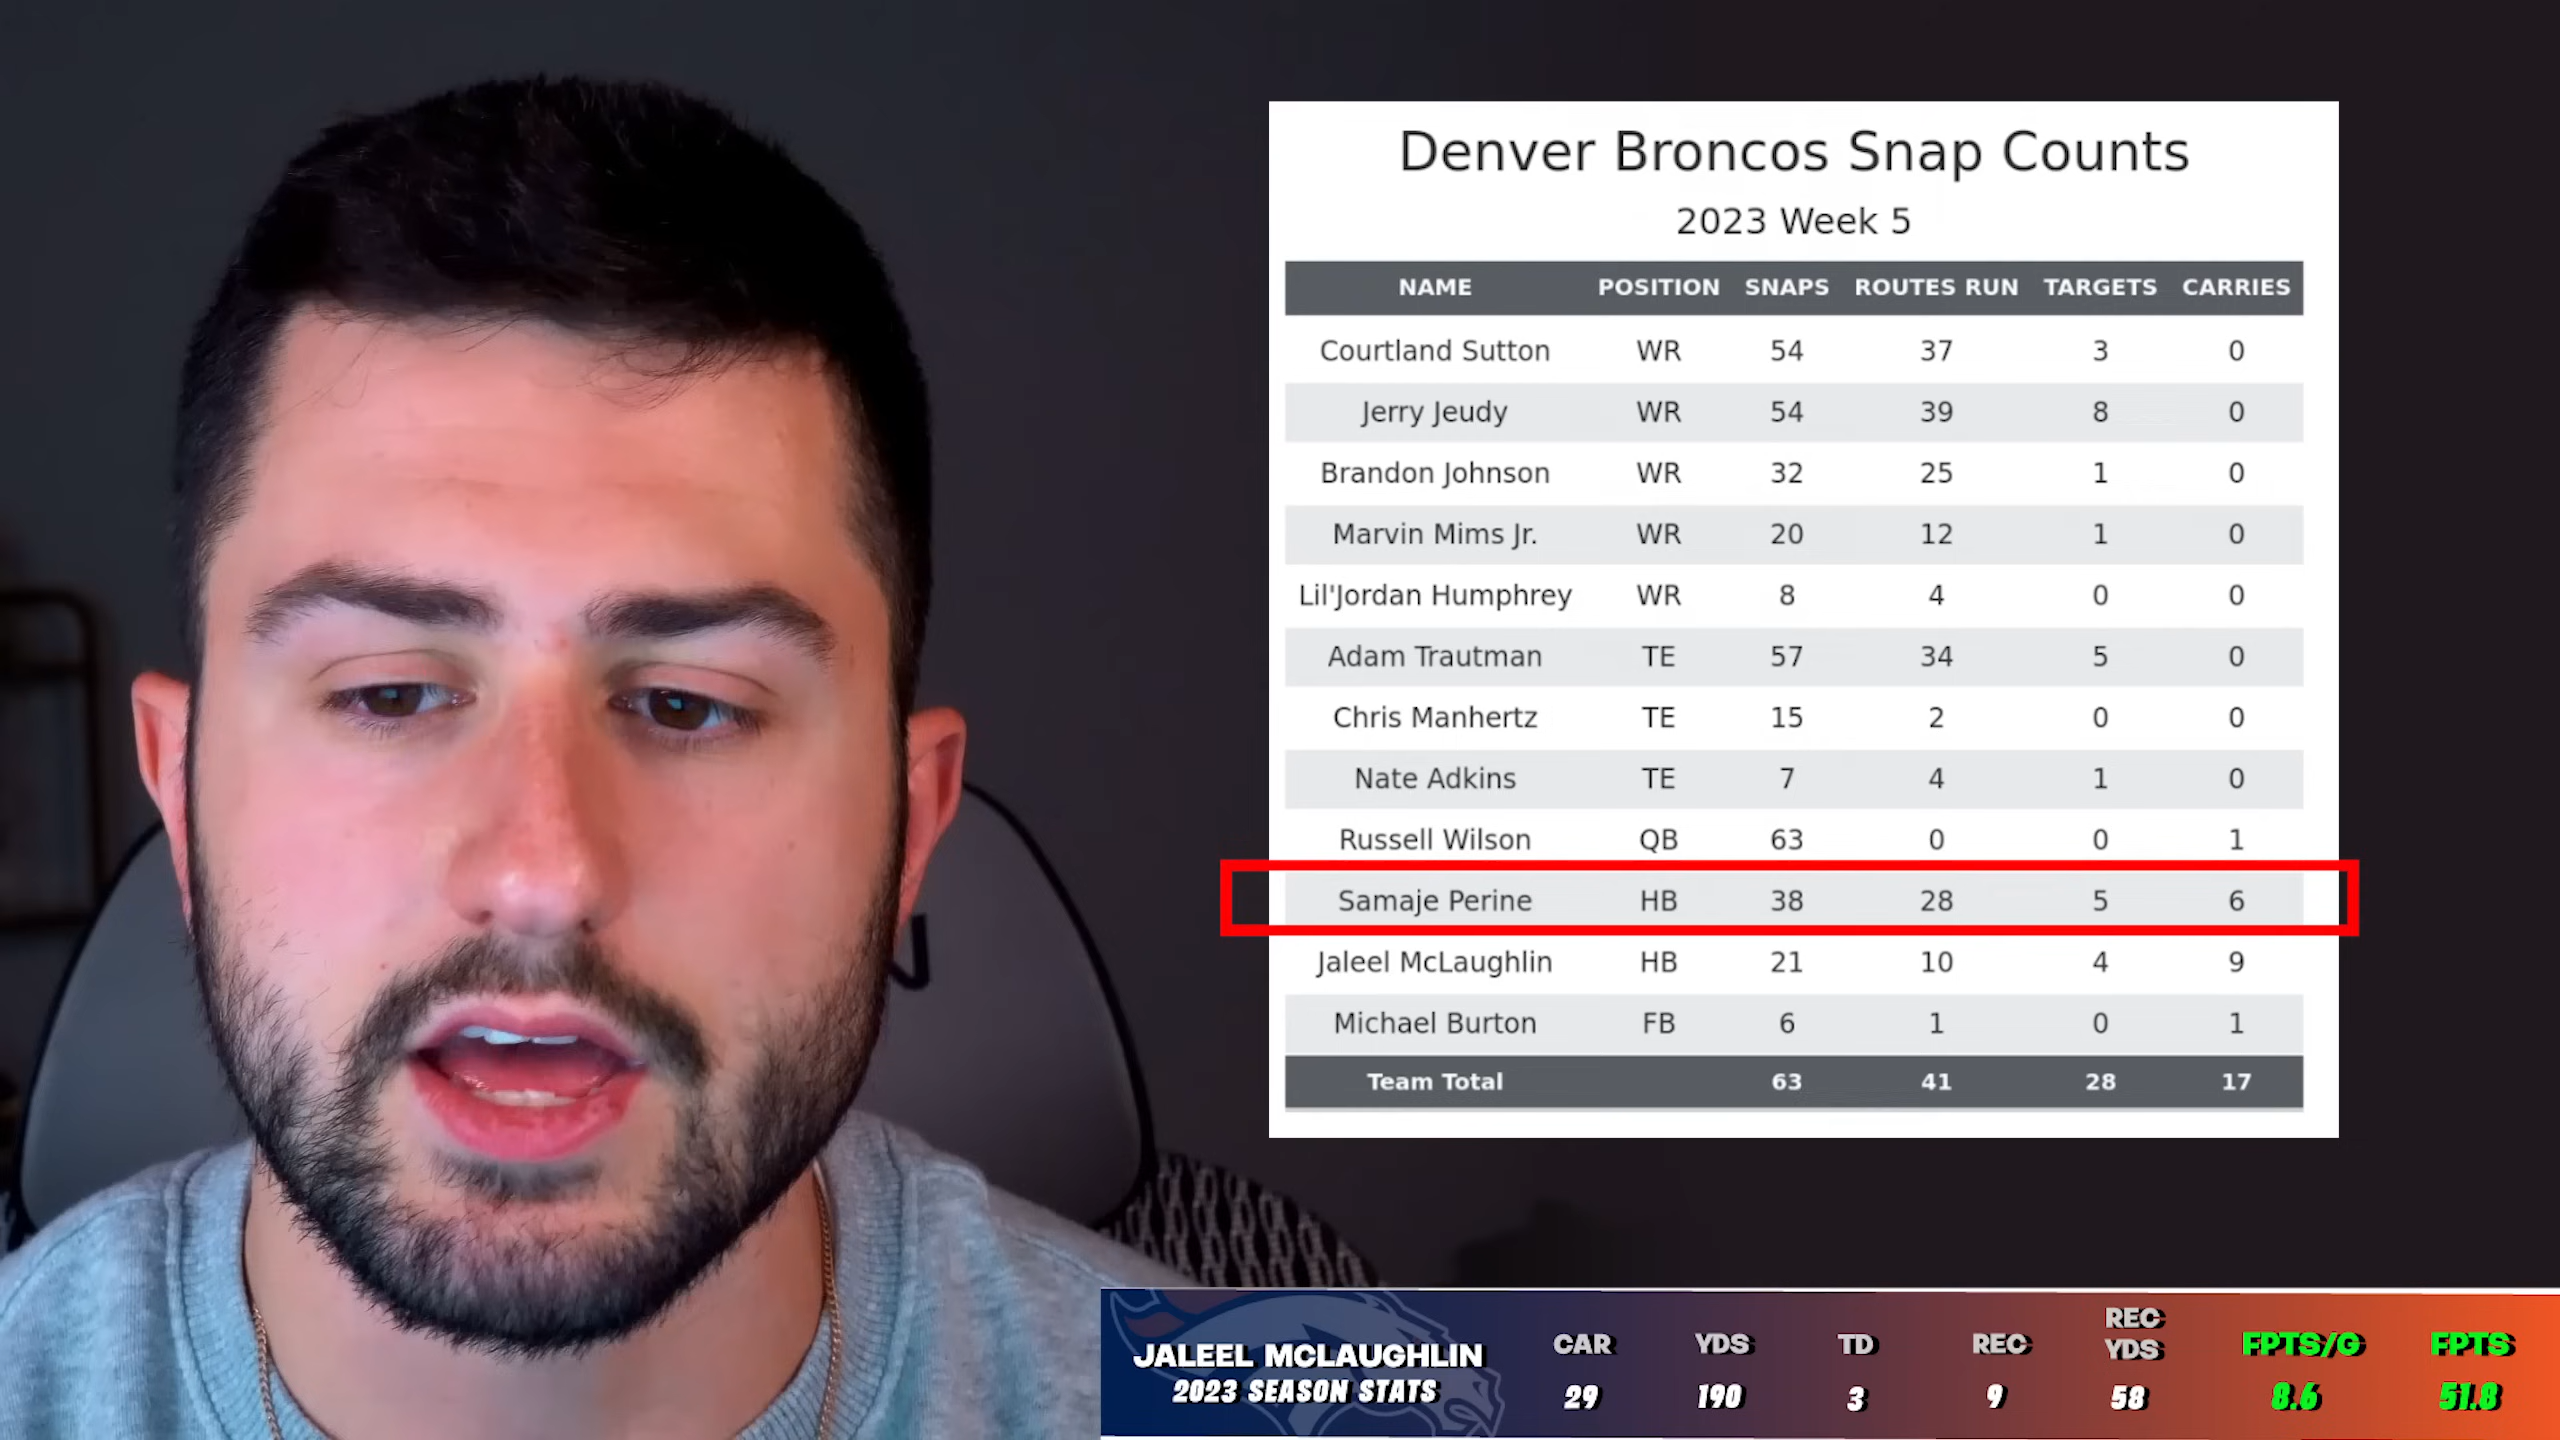 Denver Broncos Snap Counts
2023 Week 5
NAME POSITION SNAPS ROUTES RUN TARGETS CARRIES
Courtland Sutton WR 54 37 3 0
Jerry Jeudy WR 54 39 8 0
Brandon Johnson WR 32 25 1 0
Marvin Mims Jr. WR 20 12 1 0
Lil'Jordan Humphrey WR 8 4 0 0
Adam Trautman TE 57 34 5 0
Chris Manhertz TE 15 2 0 0
Nate Adkins TE 7 4 1 0
Russell Wilson QB 63 0 0 1
Samaje Perine HB 38 28 5 6
Jaleel McLaughlin HB 21 10 4 9
Michael Burton FB 6 1 0 1
Team Total 63 41 28 17
JALEEL MCLAUGHLIN
2023 SEASON STATS
CAR YDS TD REC REC YDS FPTS/G FPTS
29 190 3 9 58 8.6 51.8